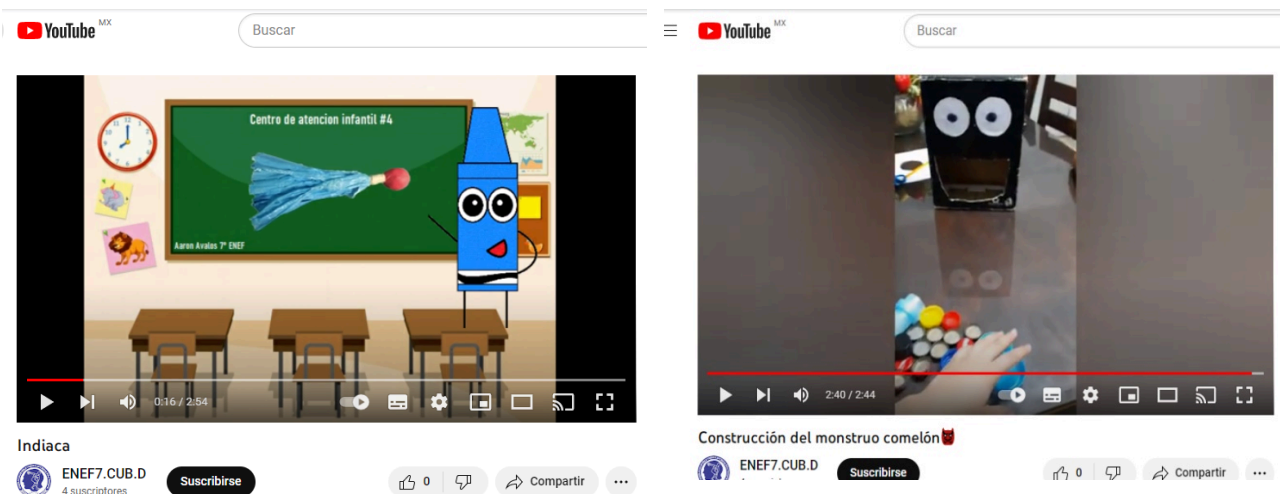 YouTube MX
Buscar
Centro de atencion infantil #4
Aaron Avalos 7º ENEF
0:16 / 2:54
Indiaca
ENEF7.CUB.D
4 suscriptores
Suscribirse
0
Compartir
YouTube MX
Buscar
2:40 / 2:44
Construcción del monstruo comelón👹
ENEF7.CUB.D
Suscribirse
0
Compartir